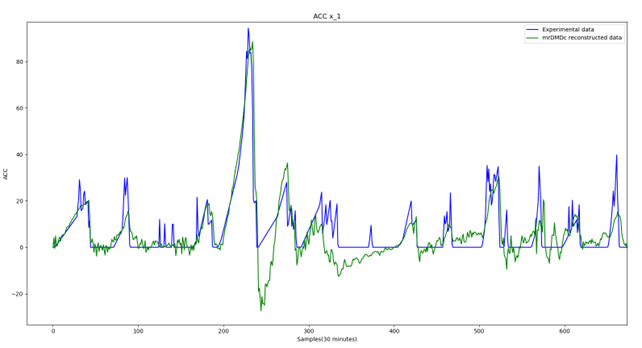 ACC x_1
Experimental data
mrDMDc reconstructed data
ACC
80
60
40
20
0
−20
0 100 200 300 400 500 600
Samples(30 minutes)